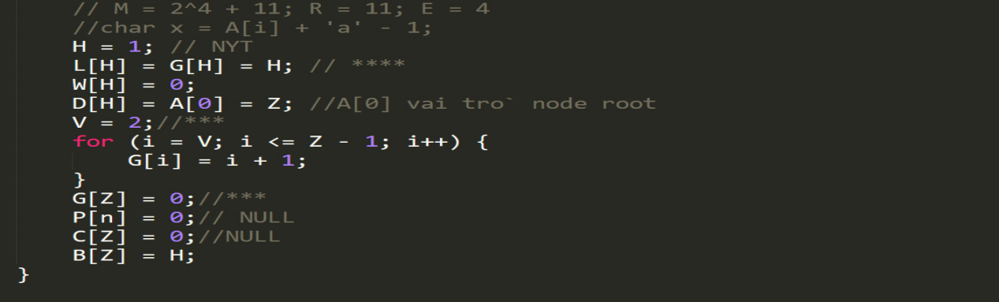 // M = 2^4 + 11; R = 11; E = 4
//char x = A[i] + 'a' - 1;
H = 1; // NYT
L[H] = G[H] = H; // ****
W[H] = 0;
D[H] = A[0] = Z; //A[0] vai tro` node root
V = 2;//***
for (i = V; i <= Z - 1; i++) {
G[i] = i + 1;
}
G[Z] = 0;//***
P[n] = 0;// NULL
C[Z] = 0;//NULL
B[Z] = H;
}